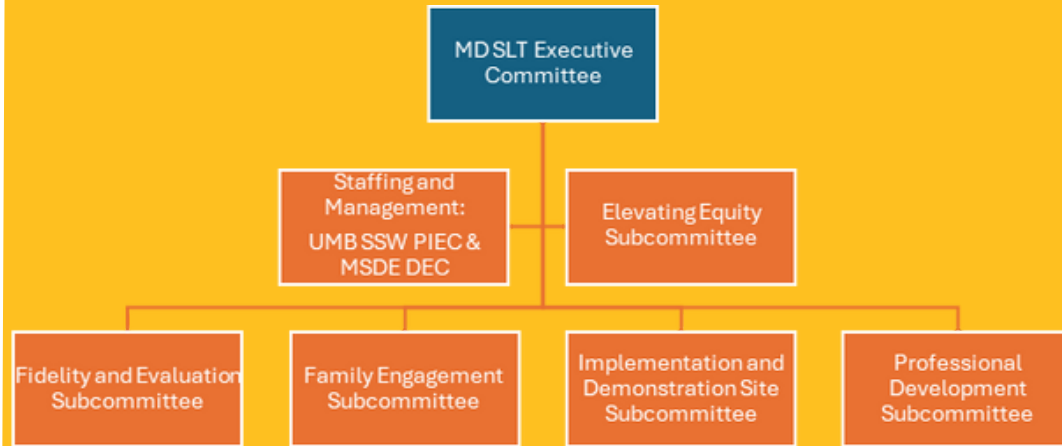 MD SLT Executive
Committee
Staffing and
Management:
UMB SSW PIEC &
MSDE DEC
Elevating Equity
Subcommittee
Fidelity and Evaluation
Subcommittee
Family Engagement
Subcommittee
Implementation and
Demonstration Site
Subcommittee
Professional
Development
Subcommittee